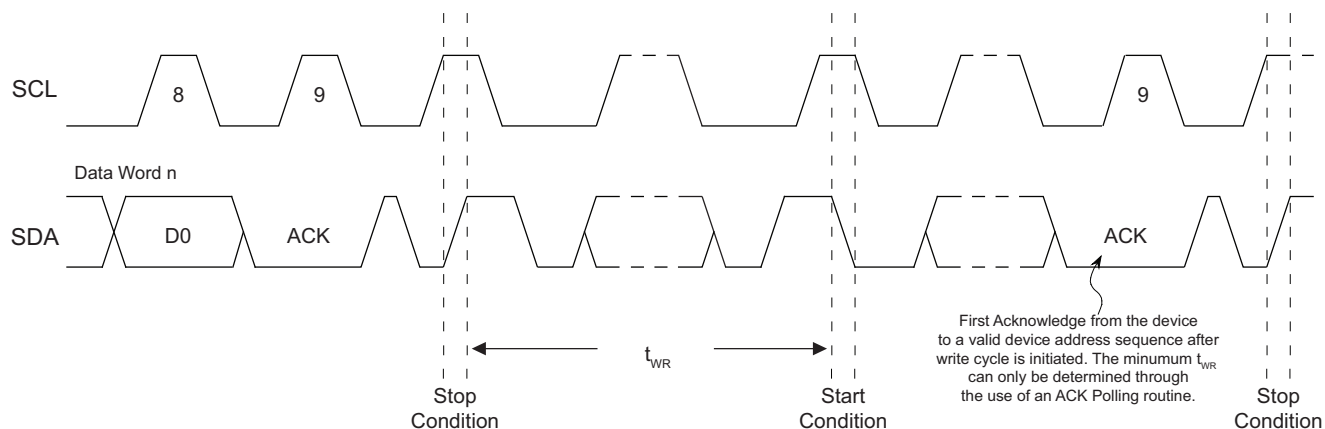 SCL
8
9
9
Data Word n
SDA
D0
ACK
ACK
First Acknowledge from the device
to a valid device address sequence after
write cycle is initiated. The minumum tWR
can only be determined through
the use of an ACK Polling routine.
tWR
Stop
Condition
Start
Condition
Stop
Condition